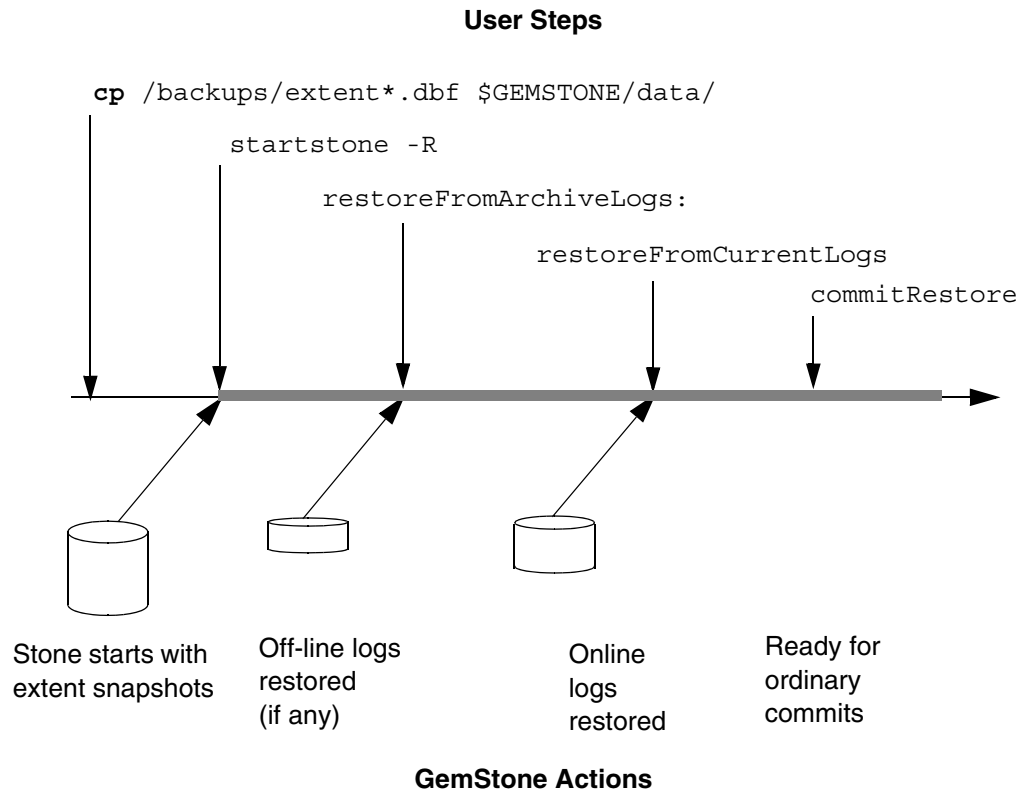 User Steps
cp /backups/extent*.dbf $GEMSTONE/data/
startstone -R
restoreFromArchiveLogs:
restoreFromCurrentLogs
commitRestore
Stone starts with
extent snapshots
Off-line logs
restored
(if any)
Online
logs
restored
Ready for
ordinary
commits
GemStone Actions